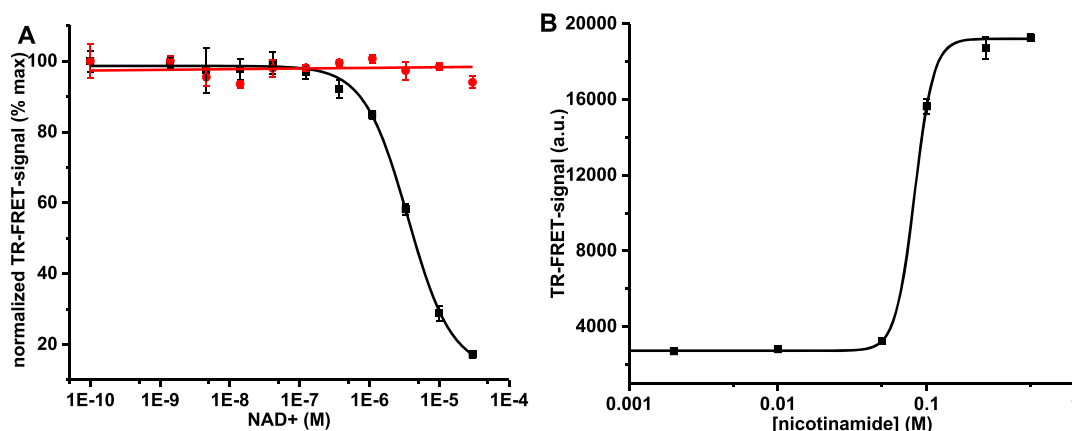 A
normalized TR-FRET-signal (% max)
100
80
60
40
20
1E-10 1E-9 1E-8 1E-7 1E-6 1E-5 1E-4
NAD+ (M)
B
TR-FRET-signal (a.u.)
20000
16000
12000
8000
4000
0.001 0.01 0.1
[nicotinamide] (M)